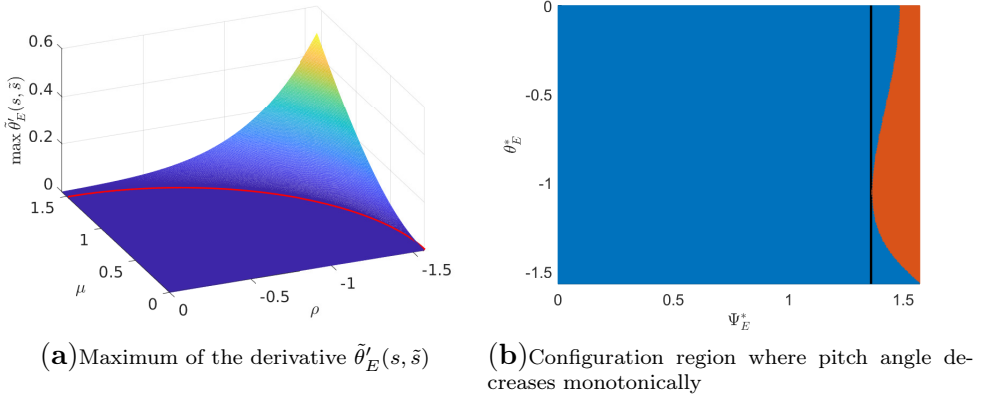 0.6
0.4
0.2
0
max θ̃′_E(s, s̃)
1.5
1
0.5
0
μ
0
-0.5
-1
-1.5
ρ
0
-0.5
-1
-1.5
θ*_E
0
0.5
1
1.5
Ψ*_E
(a)Maximum of the derivative θ̃′_E(s, s̃)
(b)Configuration region where pitch angle de-
creases monotonically